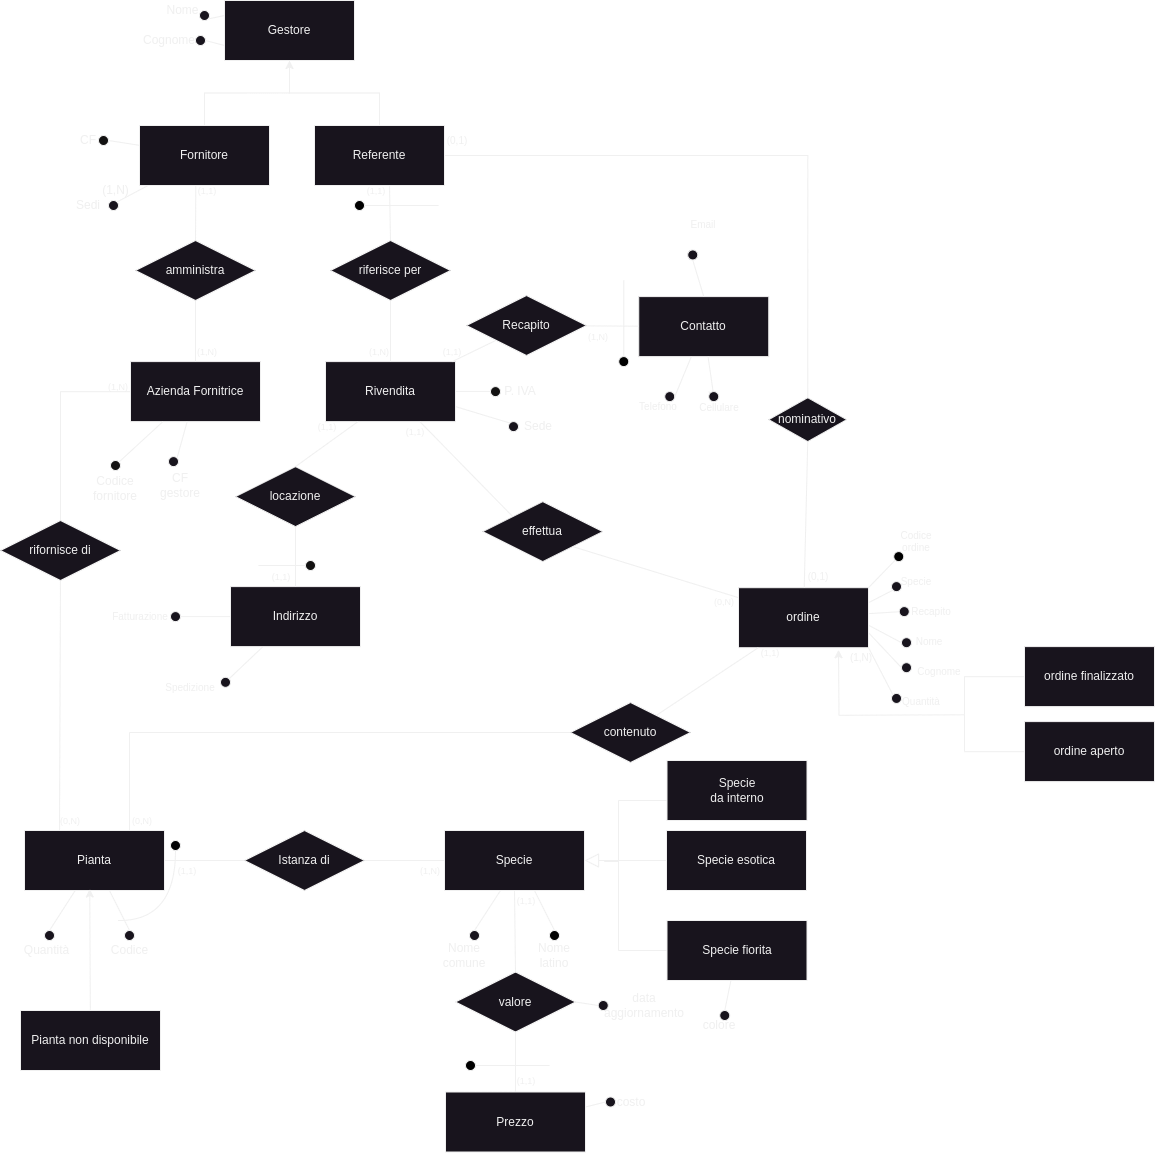 Nome
Gestore
Cognome
CF
Fornitore
Referente
(0,1)
(1,N)
(1,1)
(1,1)
Sedi
Email
amministra
riferisce per
Recapito
Contatto
(1,N)
(1,N)
(1,N)
(1,1)
(1,N)
Azienda Fornitrice
Rivendita
P. IVA
Telefono
Cellulare
nominativo
Sede
(1,1)
(1,1)
Codice
fornitore
CF
gestore
locazione
effettua
rifornisce di
Codice
ordine
(1,1)
(0,1)
Specie
(0,N)
Fatturazione
Indirizzo
ordine
Recapito
Nome
(1,1)
(1,N)
Cognome
Spedizione
Quantità
ordine finalizzato
contenuto
ordine aperto
Specie
da interno
(0,N)
(0,N)
Pianta
Istanza di
Specie
Specie esotica
(1,1)
(1,N)
(1,1)
Quantità
Codice
Nome
comune
Nome
latino
Specie fiorita
valore
data
aggiornamento
colore
Pianta non disponibile
(1,1)
Prezzo
costo